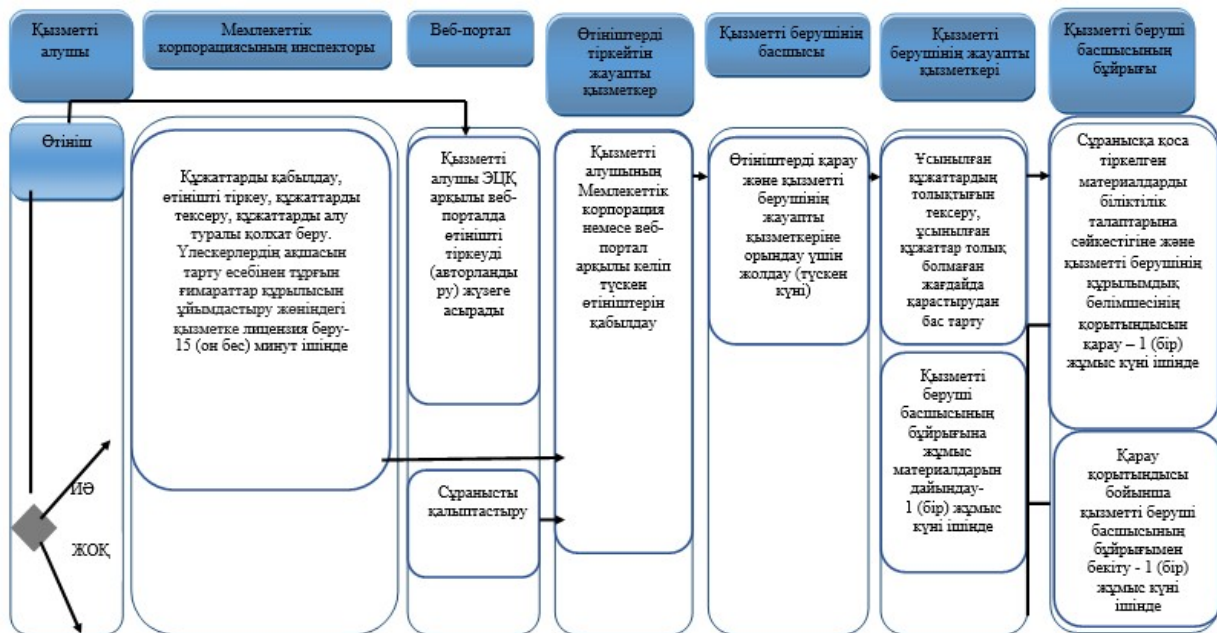 Қызметті
алушы
Мемлекеттік
корпорациясының инспекторы
Веб-портал
Өтініштерді
тіркейтін
жауапты
қызметкер
Қызметті берушінің
басшысы
Қызметті
берушінің жауапты
қызметкері
Қызметті беруші
басшысының
бұйрығы
Өтініш
ИӘ
ЖОҚ
Құжаттарды қабылдау,
өтінішті тіркеу, құжаттарды
тексеру, құжаттарды алу
туралы қолхат беру.
Үлескерлердің ақшасын
тарту есебінен тұрғын
ғимараттар құрылысын
ұйымдастыру жөніндегі
қызметке лицензия беру-
15 (он бес) минут ішінде
Қызметті
алушы ЭЦҚ
арқылы веб-
порталда
өтінішті
тіркеуді
(авторланды
ру) жүзеге
асырады
Сұранысты
қалыптастыру
Қызметті
алушының
Мемлекеттік
корпорация
немесе веб-
портал
арқылы келіп
түскен
өтініштерін
қабылдау
Өтініштерді қарау
және қызметті
берушінің
жауапты
қызметкеріне
орындау үшін
жолдау (түскен
күні)
Ұсынылған
құжаттардың
толықтығын
тексеру,
ұсынылған
құжаттар толық
болмаған
жағдайда
қарастырудан
бас тарту
Қызметті
беруші
басшысының
бұйрығына
жұмыс
материалдарын
дайындау-
1 (бір) жұмыс
күні ішінде
Сұранысқа қоса
тіркелген
материалдарды
біліктілік
талаптарына
сәйкестігіне және
қызметті берушінің
құрылымдық
бөлімшесінің
қорытындысын
қарау – 1 (бір)
жұмыс күні ішінде
Қарау
қорытындысы
бойынша
қызметті беруші
басшысының
бұйрығымен
бекіту - 1 (бір)
жұмыс күні
ішінде